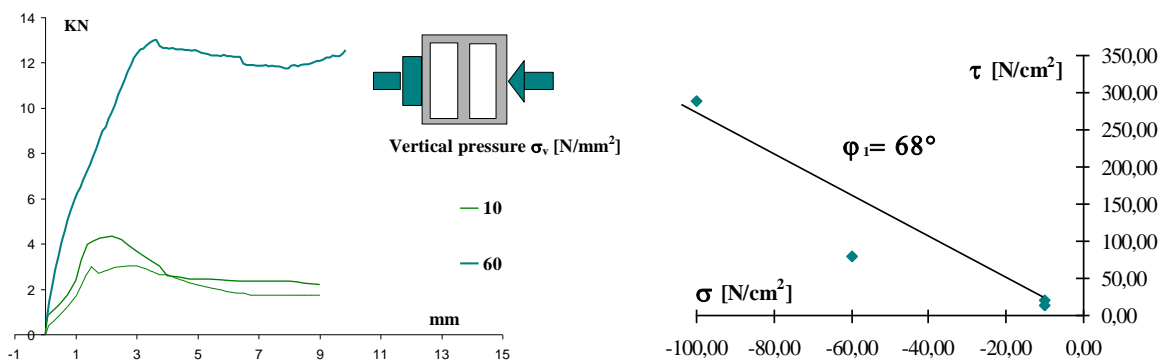 KN
14
12
10
8
6
4
2
0
-1 1 3 5 7 9 11 13 15
mm
Vertical pressure σv [N/mm²]
10
60
τ [N/cm²]
350,00
300,00
250,00
200,00
150,00
100,00
50,00
0,00
φ1= 68°
σ [N/cm²]
-100,00 -80,00 -60,00 -40,00 -20,00 0,00